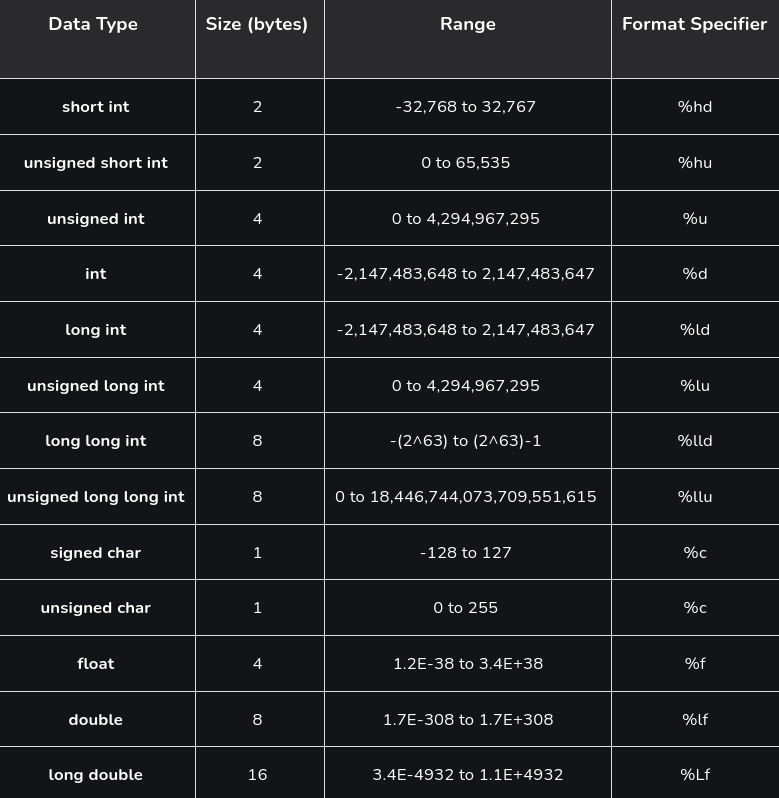 Data Type Size (bytes) Range Format Specifier
short int 2 -32,768 to 32,767 %hd
unsigned short int 2 0 to 65,535 %hu
unsigned int 4 0 to 4,294,967,295 %u
int 4 -2,147,483,648 to 2,147,483,647 %d
long int 4 -2,147,483,648 to 2,147,483,647 %ld
unsigned long int 4 0 to 4,294,967,295 %lu
long long int 8 -(2^63) to (2^63)-1 %lld
unsigned long long int 8 0 to 18,446,744,073,709,551,615 %llu
signed char 1 -128 to 127 %c
unsigned char 1 0 to 255 %c
float 4 1.2E-38 to 3.4E+38 %f
double 8 1.7E-308 to 1.7E+308 %lf
long double 16 3.4E-4932 to 1.1E+4932 %Lf